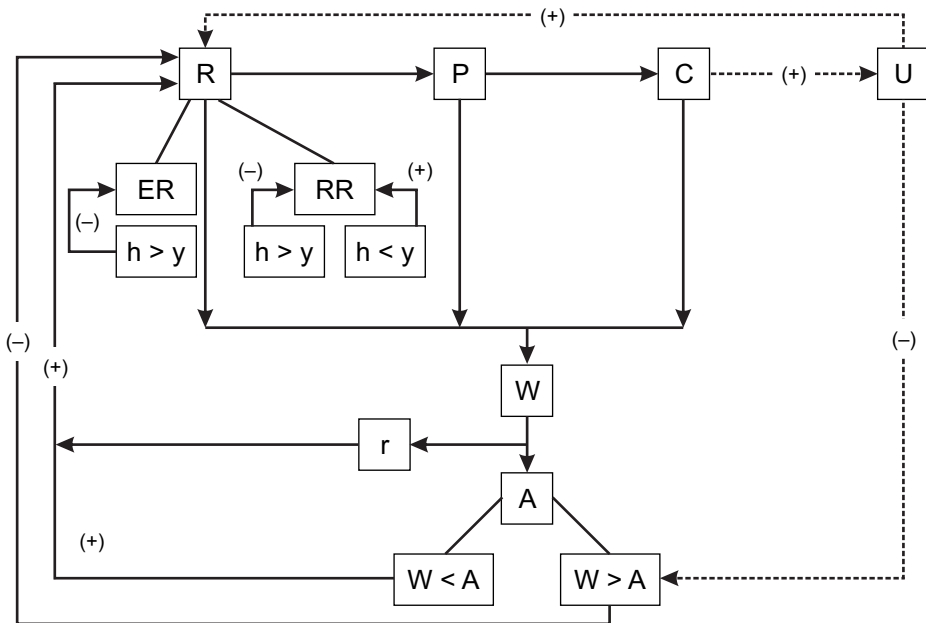 (+)
R
P
C
(+)
U
(–)
(+)
ER
RR
(–)
h > y
h > y
h < y
(–)
(+)
(–)
W
r
A
(+)
W < A
W > A